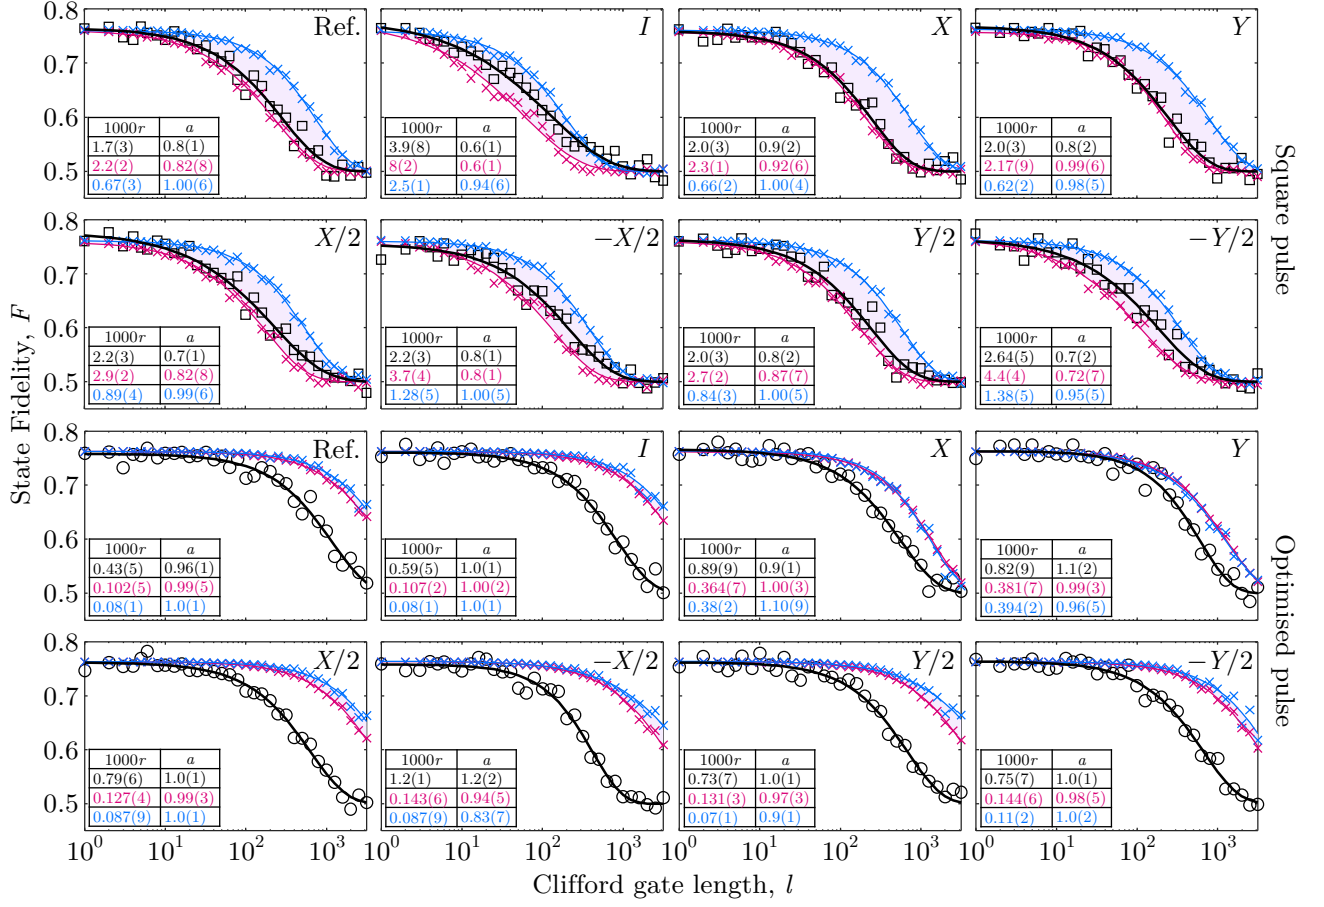 0.8
0.7
0.6
0.5
Ref.
1000r a
1.7(3) 0.8(1)
2.2(2) 0.82(8)
0.67(3) 1.00(6)
I
1000r a
3.9(8) 0.6(1)
8(2) 0.6(1)
2.5(1) 0.94(6)
X
1000r a
2.0(3) 0.9(2)
2.3(1) 0.92(6)
0.66(2) 1.00(4)
Y
1000r a
2.0(3) 0.8(2)
2.17(9) 0.99(6)
0.62(2) 0.98(5)
0.8
0.7
0.6
0.5
X/2
1000r a
2.2(3) 0.7(1)
2.9(2) 0.82(8)
0.89(4) 0.99(6)
−X/2
1000r a
2.2(3) 0.8(1)
3.7(4) 0.8(1)
1.28(5) 1.00(5)
Y/2
1000r a
2.0(3) 0.8(2)
2.7(2) 0.87(7)
0.84(3) 1.00(5)
−Y/2
1000r a
2.64(5) 0.7(2)
4.4(4) 0.72(7)
1.38(5) 0.95(5)
Square pulse
State Fidelity, F
0.8
0.7
0.6
0.5
Ref.
1000r a
0.43(5) 0.96(1)
0.102(5) 0.99(5)
0.08(1) 1.0(1)
I
1000r a
0.59(5) 1.0(1)
0.107(2) 1.00(2)
0.08(1) 1.0(1)
X
1000r a
0.89(9) 0.9(1)
0.364(7) 1.00(3)
0.38(2) 1.10(9)
Y
1000r a
0.82(9) 1.1(2)
0.381(7) 0.99(3)
0.394(2) 0.96(5)
0.8
0.7
0.6
0.5
X/2
1000r a
0.79(6) 1.0(1)
0.127(4) 0.99(3)
0.087(9) 1.0(1)
−X/2
1000r a
1.2(1) 1.2(2)
0.143(6) 0.94(5)
0.087(9) 0.83(7)
Y/2
1000r a
0.73(7) 1.0(1)
0.131(3) 0.97(3)
0.07(1) 0.9(1)
−Y/2
1000r a
0.75(7) 1.0(1)
0.144(6) 0.98(5)
0.11(2) 1.0(2)
Optimised pulse
10⁰ 10¹ 10² 10³ 10⁰ 10¹ 10² 10³ 10⁰ 10¹ 10² 10³ 10⁰ 10¹ 10² 10³
Clifford gate length, l